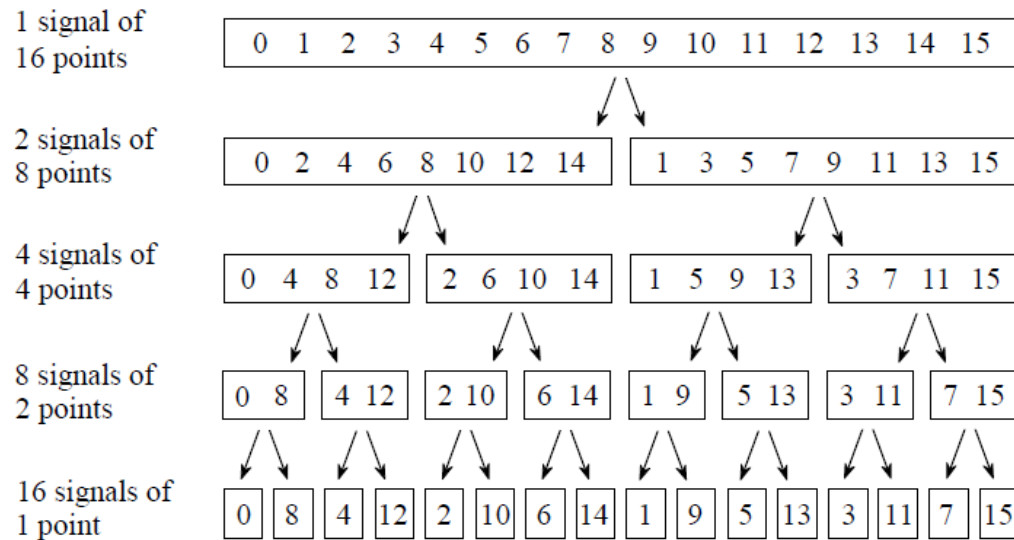 1 signal of
16 points
0 1 2 3 4 5 6 7 8 9 10 11 12 13 14 15
2 signals of
8 points
0 2 4 6 8 10 12 14 1 3 5 7 9 11 13 15
4 signals of
4 points
0 4 8 12 2 6 10 14 1 5 9 13 3 7 11 15
8 signals of
2 points
0 8 4 12 2 10 6 14 1 9 5 13 3 11 7 15
16 signals of
1 point
0 8 4 12 2 10 6 14 1 9 5 13 3 11 7 15